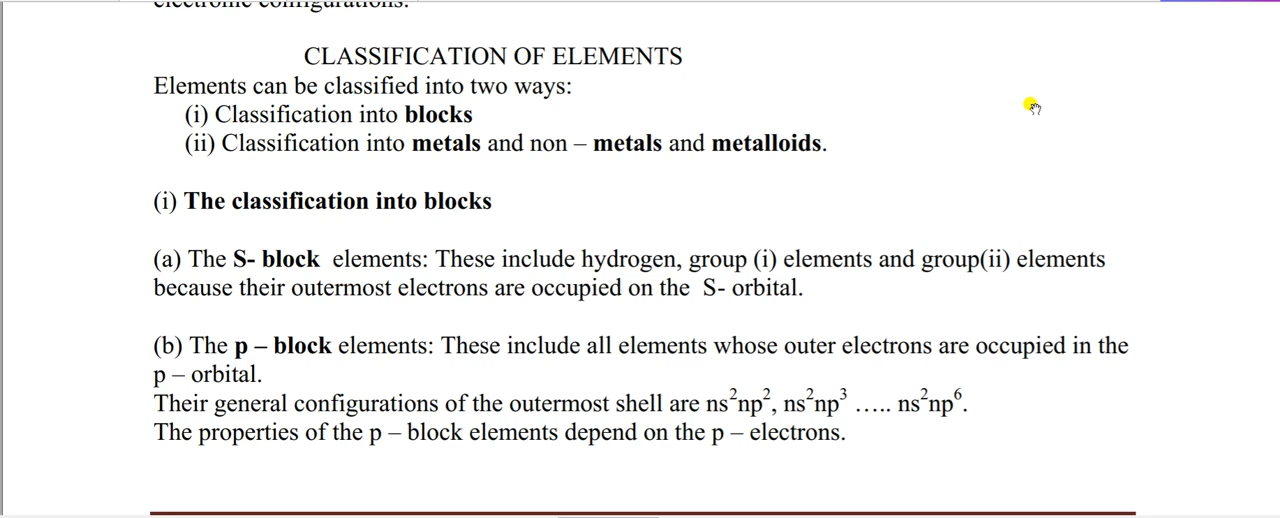 electronic configurations.
CLASSIFICATION OF ELEMENTS
Elements can be classified into two ways:
(i) Classification into blocks
(ii) Classification into metals and non – metals and metalloids.
(i) The classification into blocks
(a) The S- block elements: These include hydrogen, group (i) elements and group(ii) elements
because their outermost electrons are occupied on the S- orbital.
(b) The p – block elements: These include all elements whose outer electrons are occupied in the
p – orbital.
Their general configurations of the outermost shell are ns²np², ns²np³ ….. ns²np⁶.
The properties of the p – block elements depend on the p – electrons.